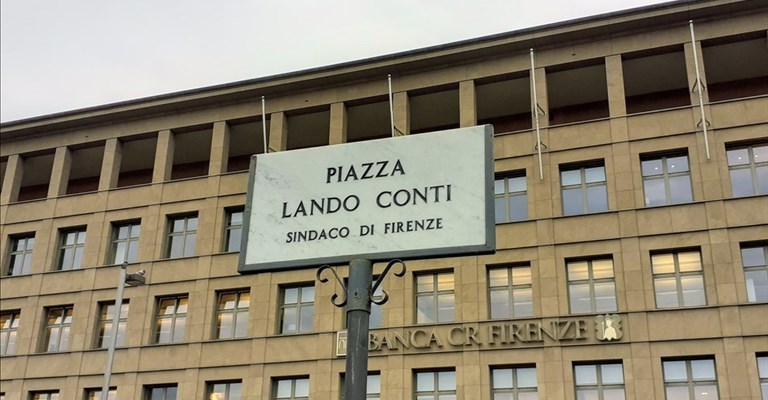 PIAZZA
LANDO CONTI
SINDACO DI FIRENZE
BANCA CR FIRENZE